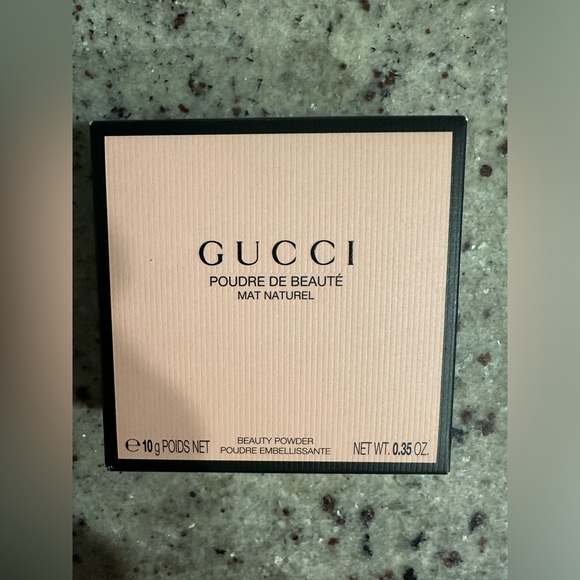 GUCCI
POUDRE DE BEAUTÉ
MAT NATUREL
℮ 10 g POIDS NET
BEAUTY POWDER
POUDRE EMBELLISSANTE
NET WT. 0.35 OZ.